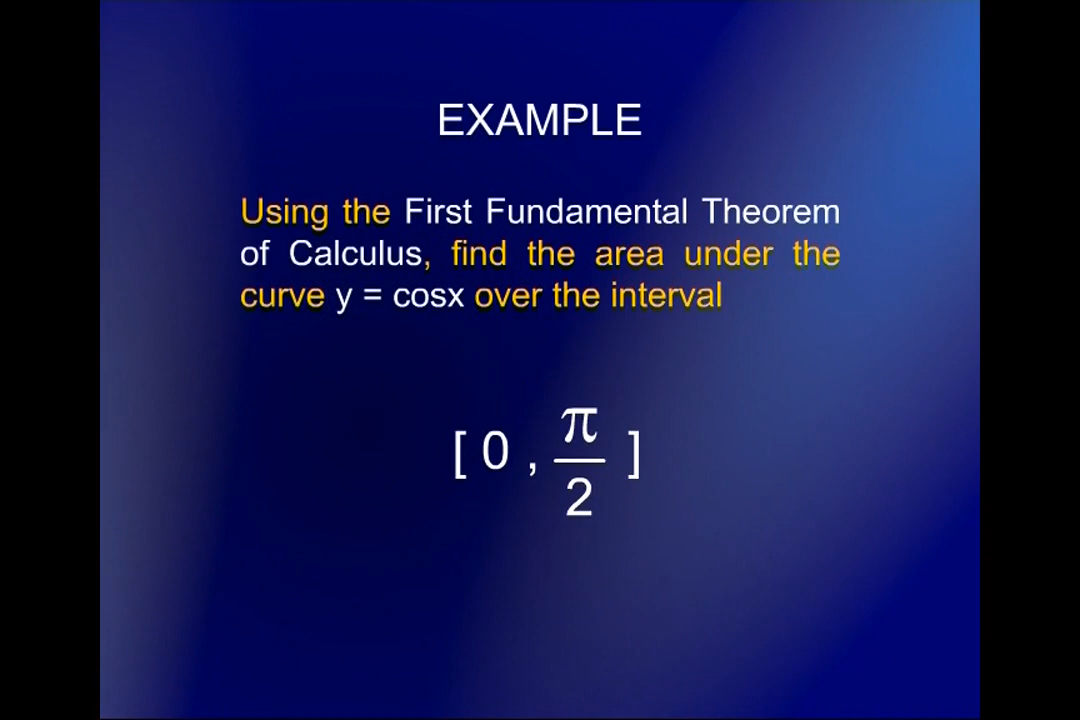 EXAMPLE
Using the First Fundamental Theorem
of Calculus, find the area under the
curve y = cosx over the interval
[ 0 , π/2 ]